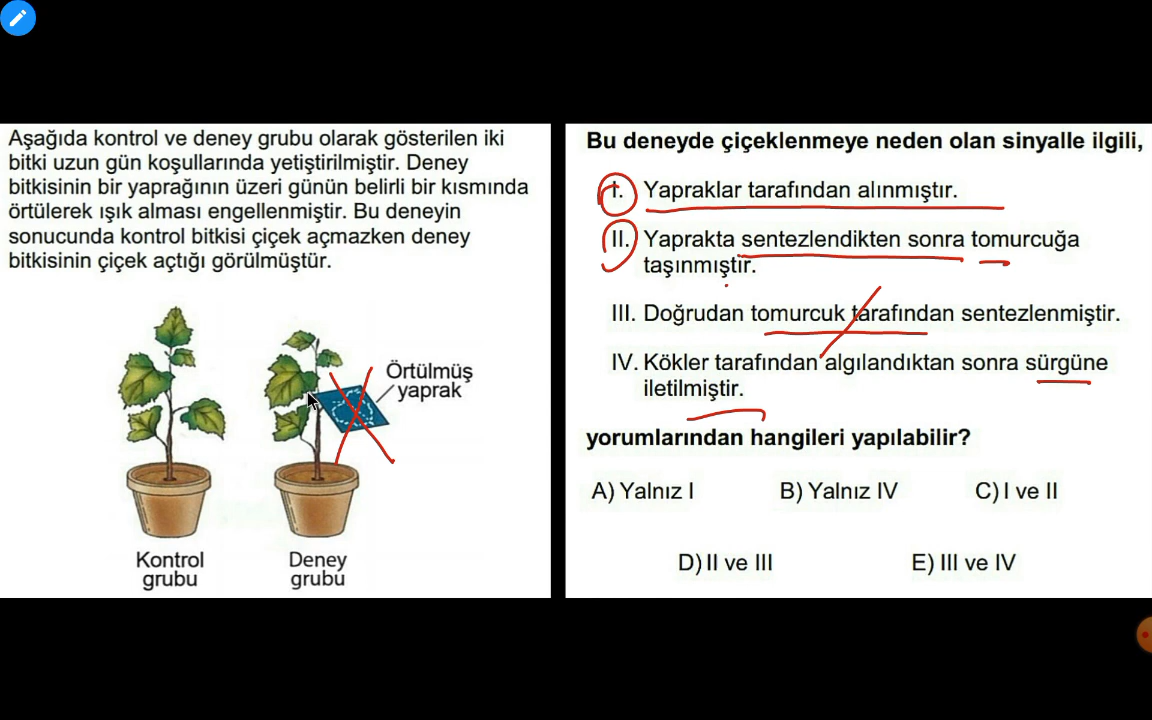 Aşağıda kontrol ve deney grubu olarak gösterilen iki
bitki uzun gün koşullarında yetiştirilmiştir. Deney
bitkisinin bir yaprağının üzeri günün belirli bir kısmında
örtülerek ışık alması engellenmiştir. Bu deneyin
sonucunda kontrol bitkisi çiçek açmazken deney
bitkisinin çiçek açtığı görülmüştür.
Örtülmüş
yaprak
Kontrol
grubu
Deney
grubu
Bu deneyde çiçeklenmeye neden olan sinyalle ilgili,
I. Yapraklar tarafından alınmıştır.
II. Yaprakta sentezlendikten sonra tomurcuğa
taşınmıştir.
III. Doğrudan tomurcuk tarafından sentezlenmiştir.
IV. Kökler tarafından algılandıktan sonra sürgüne
iletilmiştir.
yorumlarından hangileri yapılabilir?
A) Yalnız I
B) Yalnız IV
C) I ve II
D) II ve III
E) III ve IV